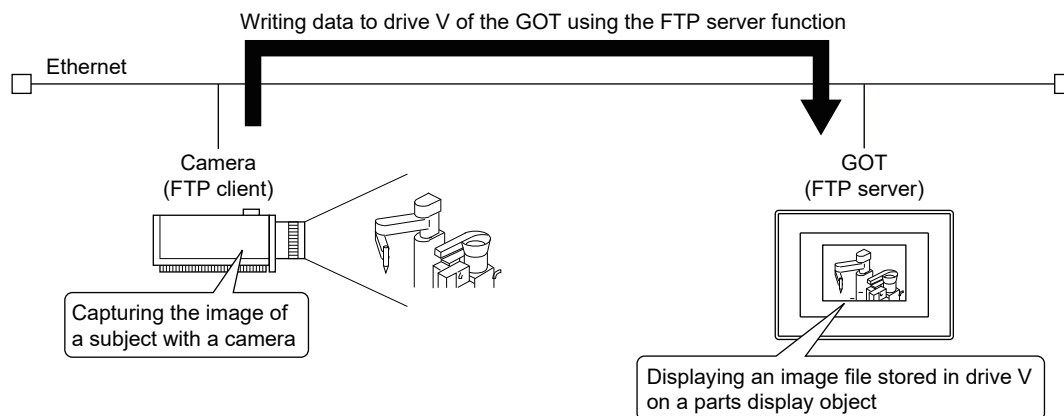 Writing data to drive V of the GOT using the FTP server function
Ethernet
Camera
(FTP client)
GOT
(FTP server)
Capturing the image of
a subject with a camera
Displaying an image file stored in drive V
on a parts display object